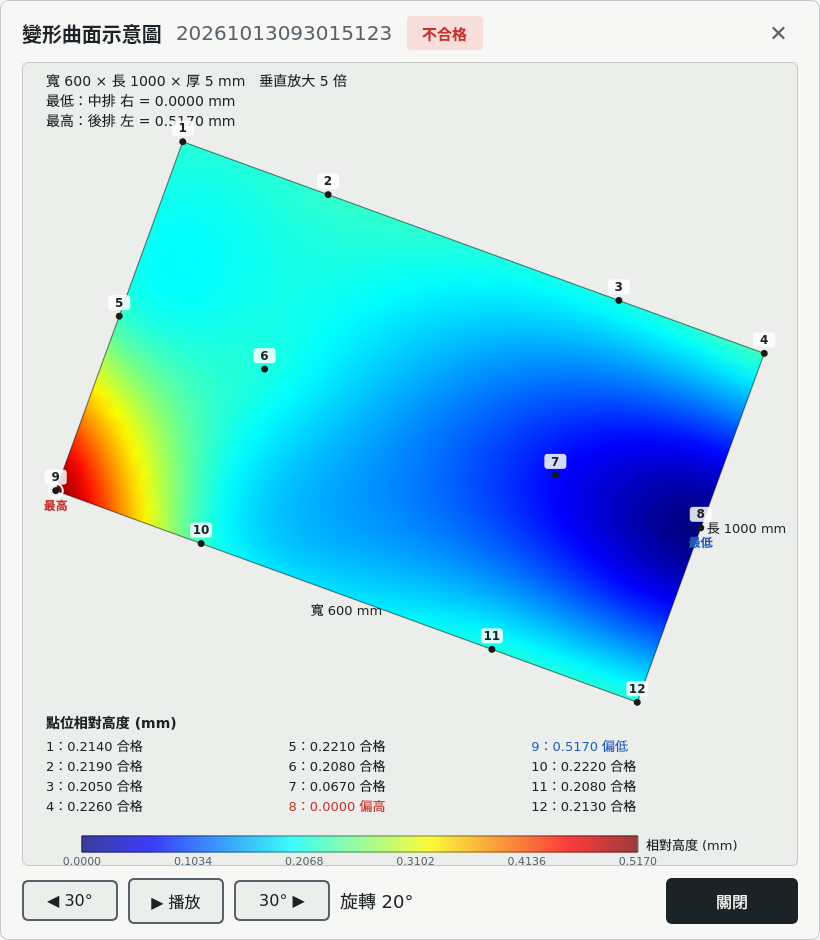 變形曲面示意圖 20261013093015123 不合格 ✕
寬 600 × 長 1000 × 厚 5 mm 垂直放大 5 倍
最低：中排 右 = 0.0000 mm
最高：後排 左 = 0.5170 mm
1
2
3
4
5
6
7
8
長 1000 mm
最低
9
最高
10
寬 600 mm
11
12
點位相對高度 (mm)
1：0.2140 合格 5：0.2210 合格 9：0.5170 偏低
2：0.2190 合格 6：0.2080 合格 10：0.2220 合格
3：0.2050 合格 7：0.0670 合格 11：0.2080 合格
4：0.2260 合格 8：0.0000 偏高 12：0.2130 合格
相對高度 (mm)
0.0000 0.1034 0.2068 0.3102 0.4136 0.5170
◀ 30° ▶ 播放 30° ▶ 旋轉 20° 關閉